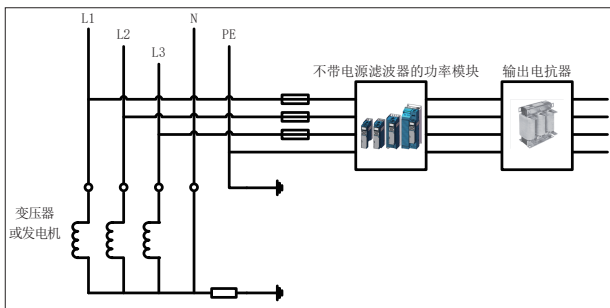 L1
L2
L3
N
PE
不带电源滤波器的功率模块
输出电抗器
变压器
或发电机